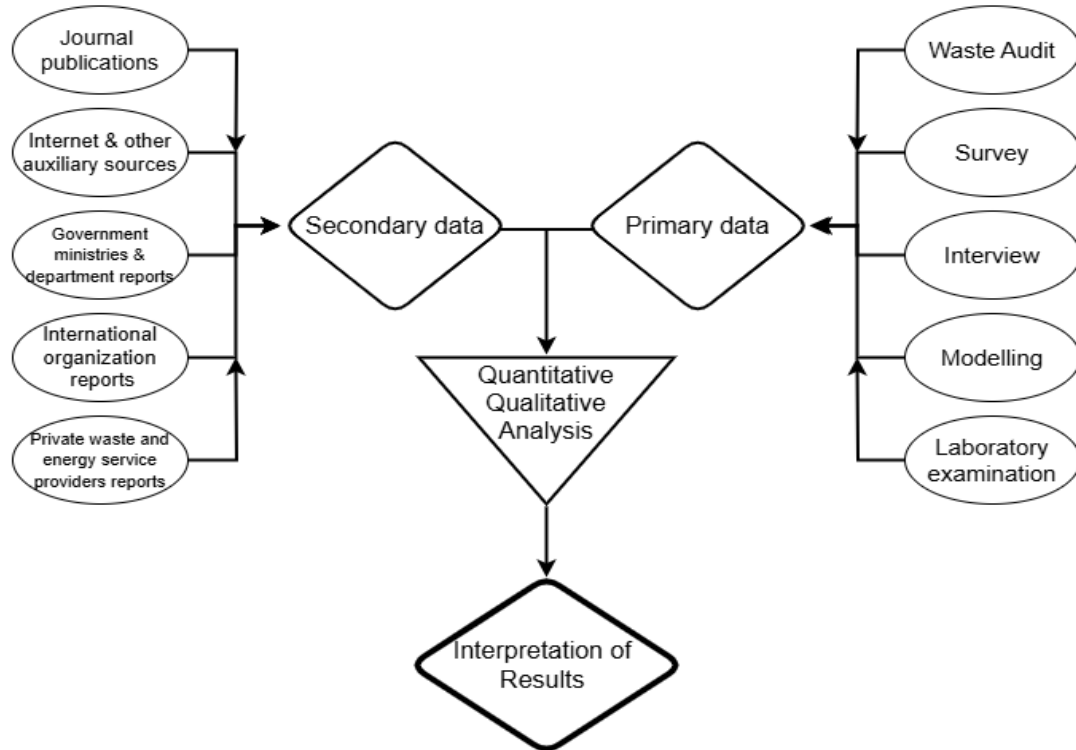 Journal
publications
Internet & other
auxiliary sources
Government
ministries &
department reports
International
organization
reports
Private waste and
energy service
providers reports
Secondary data
Primary data
Quantitative
Qualitative
Analysis
Interpretation of
Results
Waste Audit
Survey
Interview
Modelling
Laboratory
examination